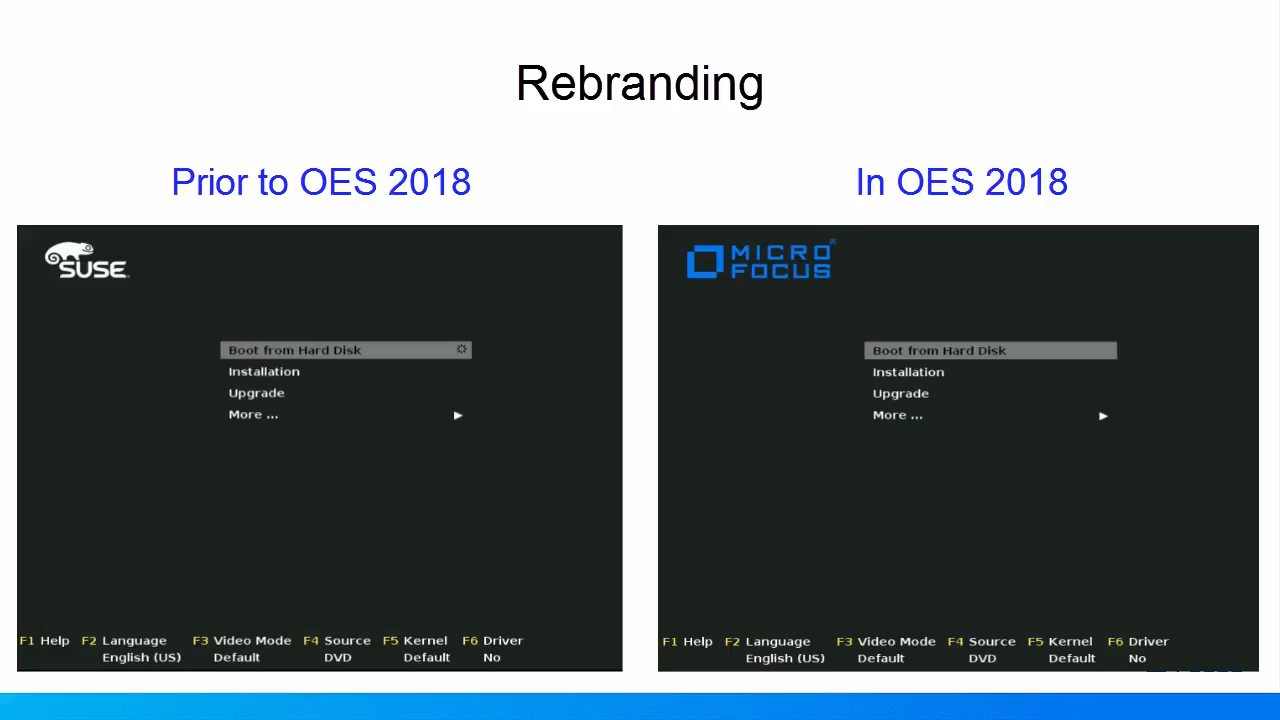 Rebranding
Prior to OES 2018
In OES 2018
SUSE
Boot from Hard Disk
Installation
Upgrade
More ...
F1 Help F2 Language F3 Video Mode F4 Source F5 Kernel F6 Driver
English (US) Default DVD Default No
MICRO
FOCUS
Boot from Hard Disk
Installation
Upgrade
More ...
F1 Help F2 Language F3 Video Mode F4 Source F5 Kernel F6 Driver
English (US) Default DVD Default No